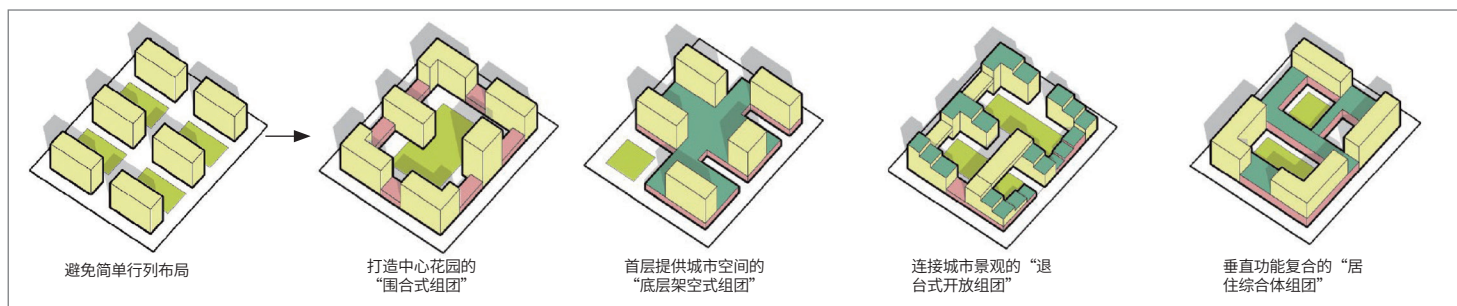 避免简单行列布局
打造中心花园的
“围合式组团”
首层提供城市空间的
“底层架空式组团”
连接城市景观的“退
台式开放组团”
垂直功能复合的“居
住综合体组团”